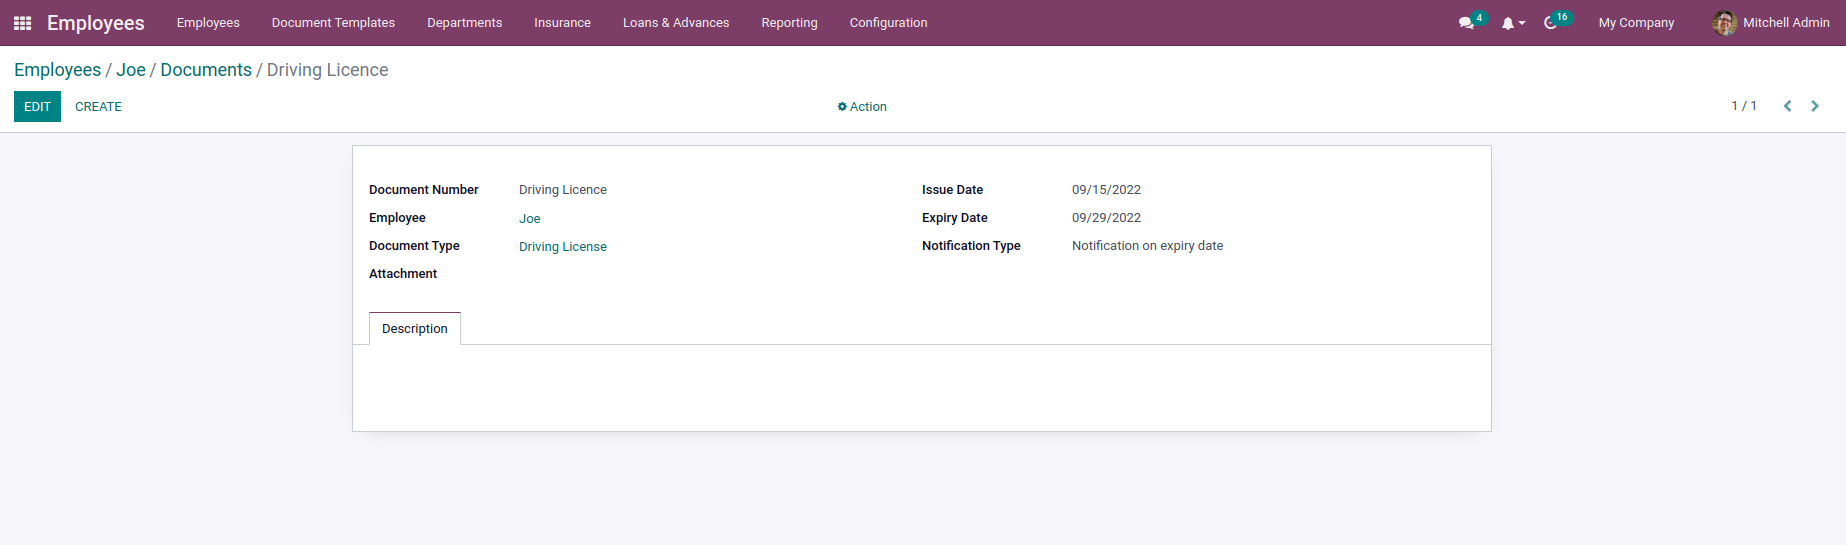 Employees Employees Document Templates Departments Insurance Loans & Advances Reporting Configuration 4 16 My Company Mitchell Admin
Employees / Joe / Documents / Driving Licence
EDIT CREATE Action 1 / 1
Document Number Driving Licence Issue Date 09/15/2022
Employee Joe Expiry Date 09/29/2022
Document Type Driving License Notification Type Notification on expiry date
Attachment
Description